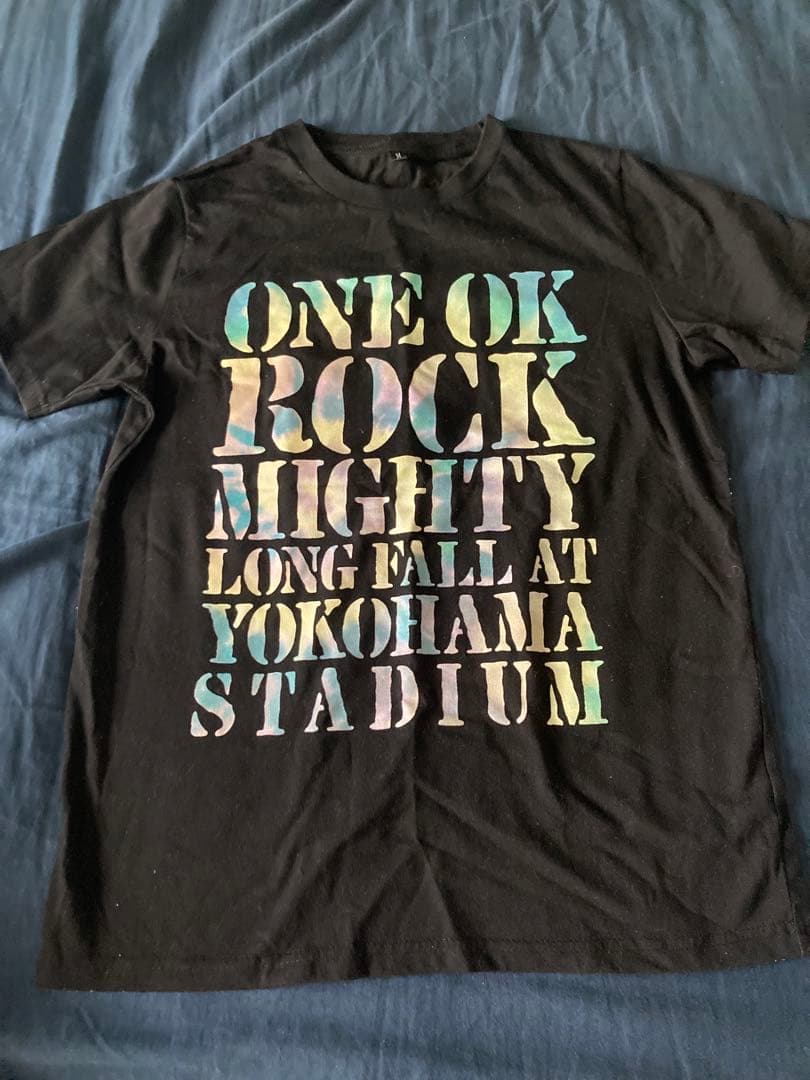 M
ONE OK
ROCK
MIGHTY
LONG FALL AT
YOKOHAMA
STADIUM